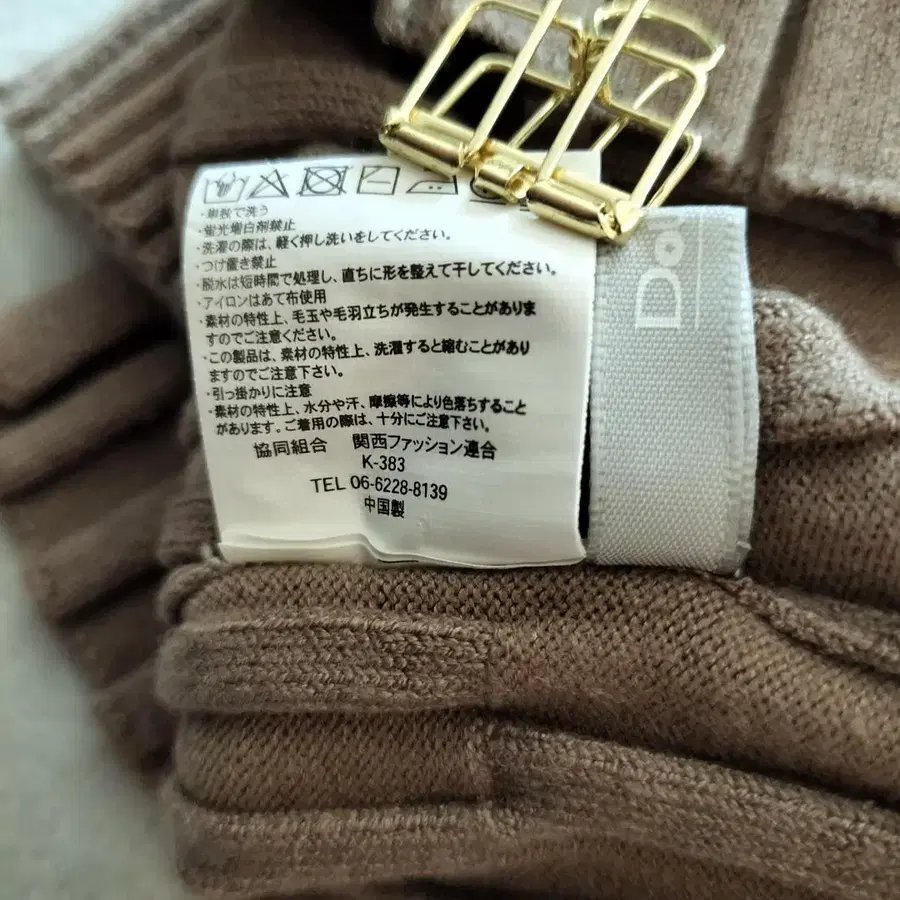 ・単独で洗う
・蛍光増白剤禁止
・洗濯の際は、軽く押し洗いをしてください。
・つけ置き禁止
・脱水は短時間で処理し、直ちに形を整えて干してください。
・アイロンはあて布使用
・素材の特性上、毛玉や毛羽立ちが発生することがありま
すのでご注意ください。
・この製品は、素材の特性上、洗濯すると縮むことがあり
ますのでご注意下さい。
・引っ掛かりに注意
・素材の特性上、水分や汗、摩擦等により色落ちすること
があります。ご着用の際は、十分にご注意下さい。
協同組合 関西ファッション連合
K-383
TEL 06-6228-8139
中国製